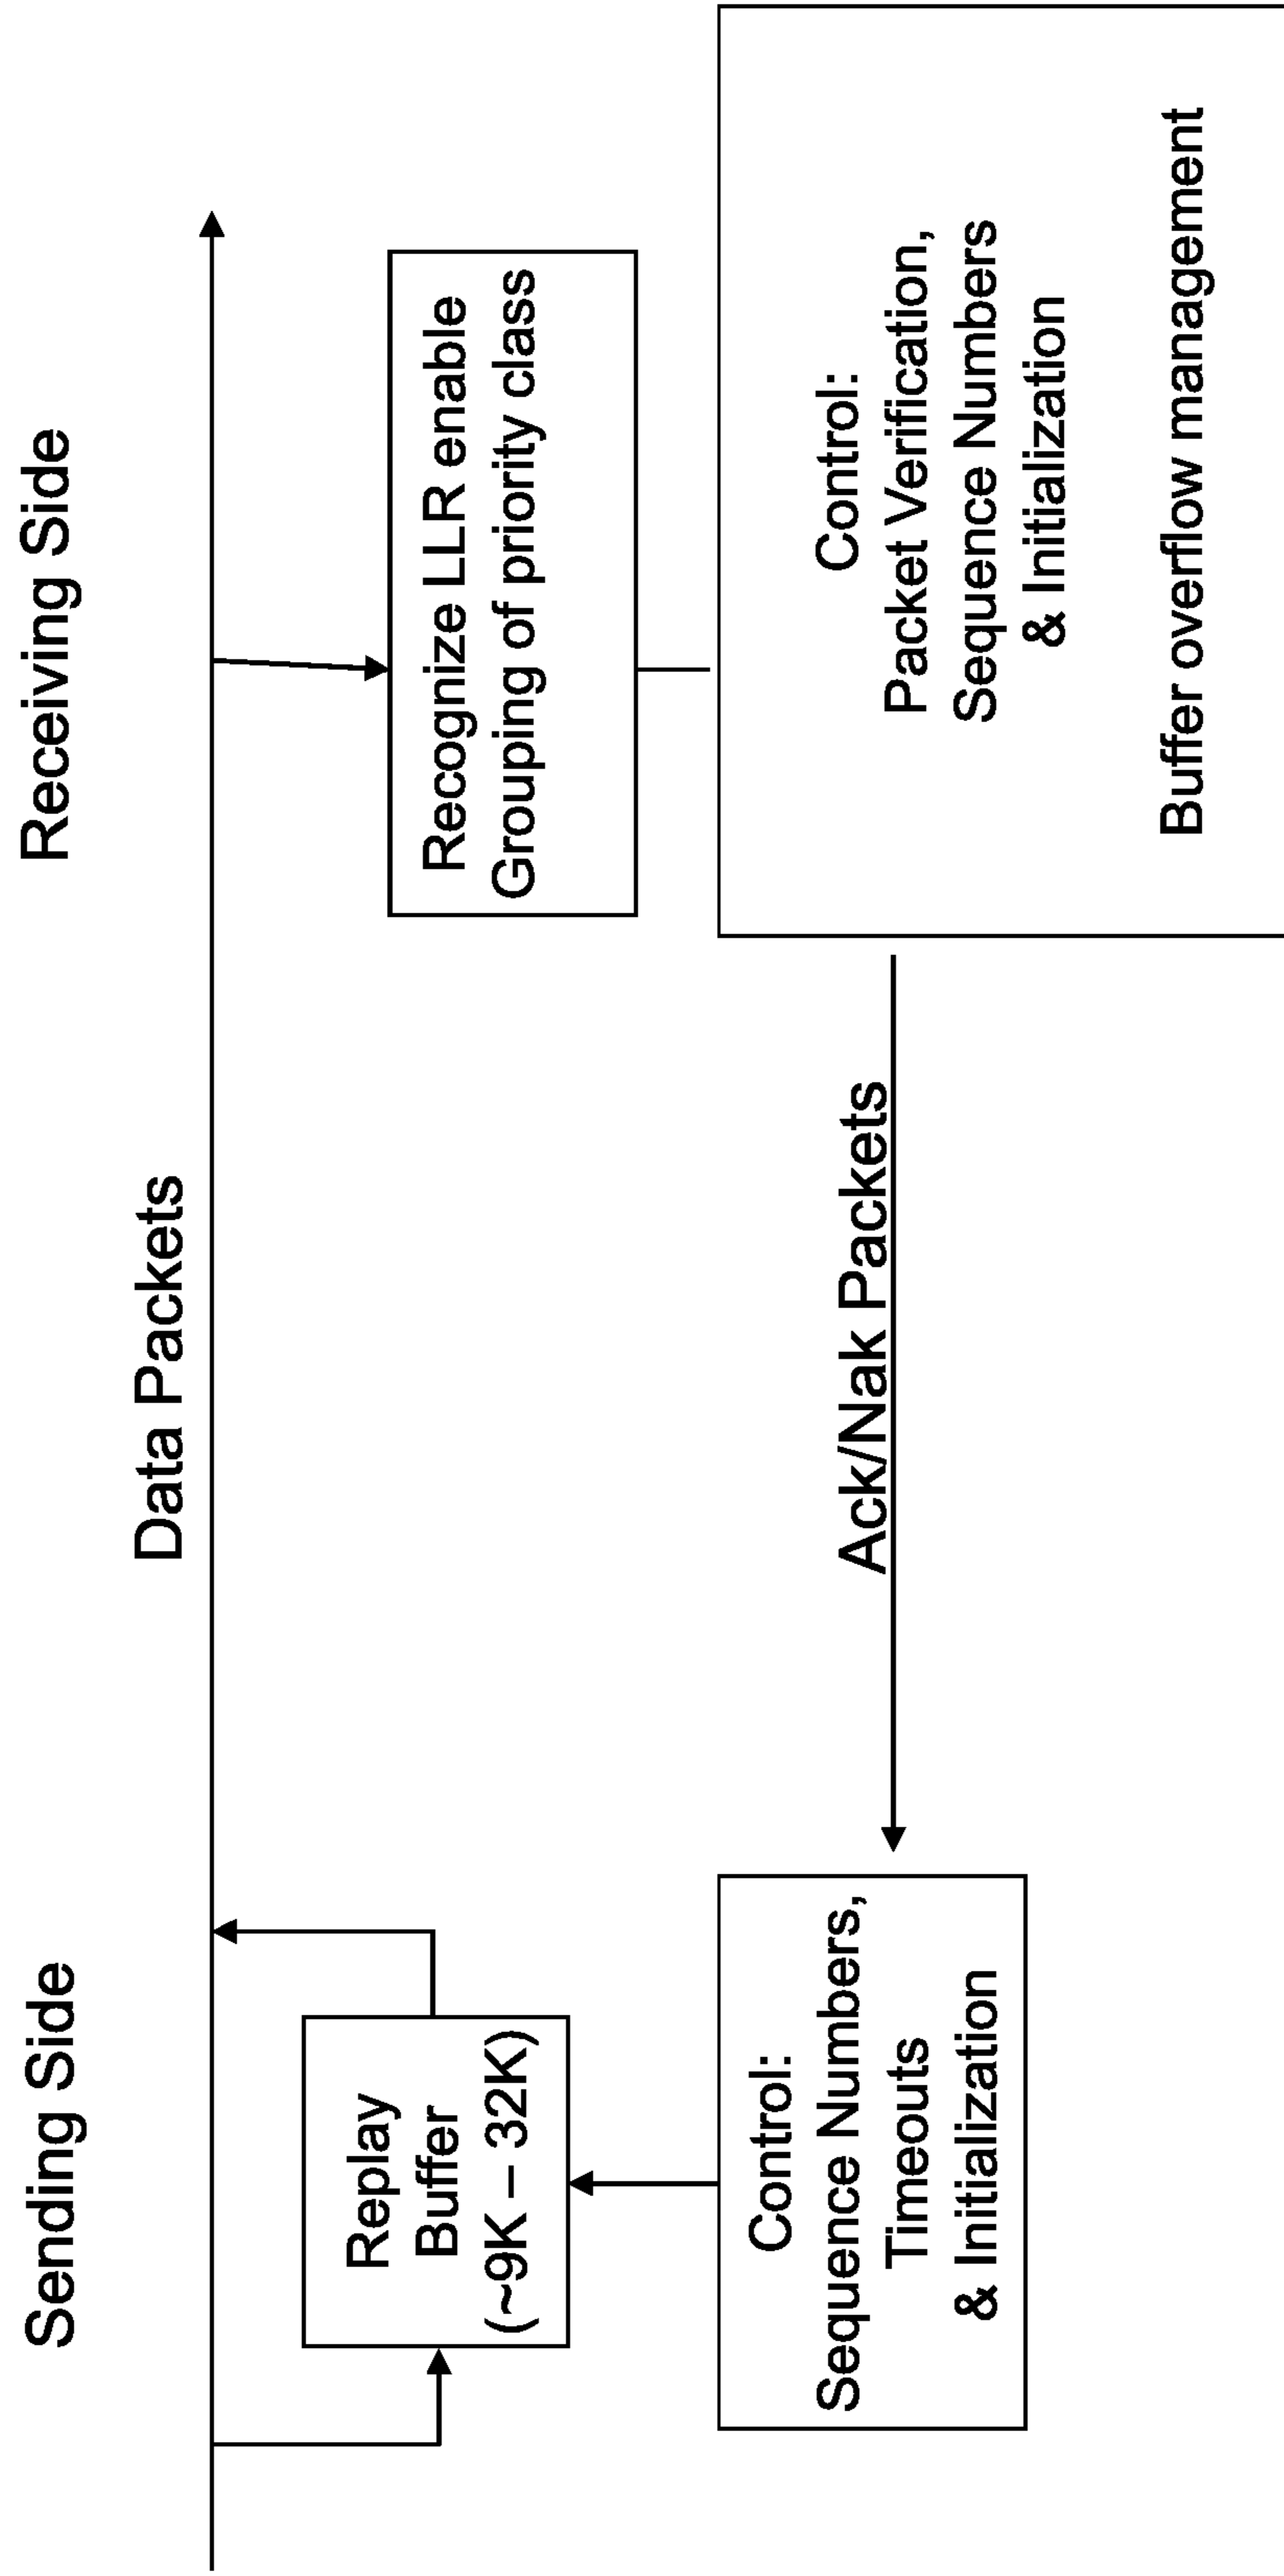 Sending Side
Receiving Side
Data Packets
Replay
Buffer
(~9K – 32K)
Recognize LLR enable
Grouping of priority class
Control:
Sequence Numbers,
Timeouts
& Initialization
Ack/Nak Packets
Control:
Packet Verification,
Sequence Numbers
& Initialization
Buffer overflow management